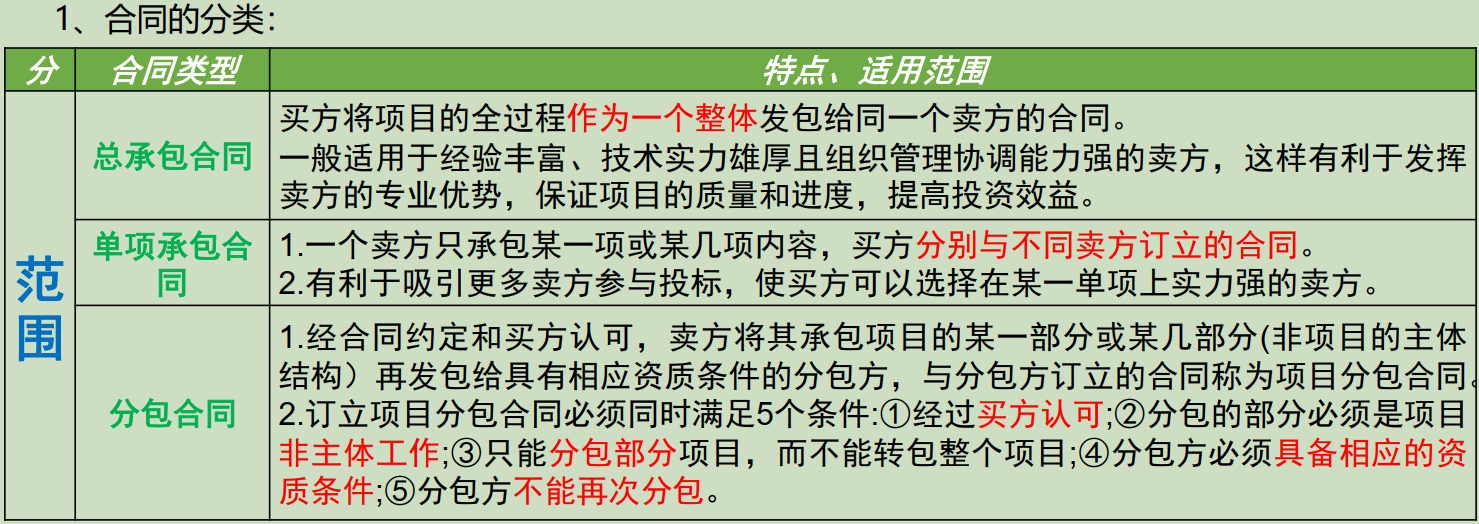 1、合同的分类：
分 合同类型 特点、适用范围
范
围
总承包合同
买方将项目的全过程作为一个整体发包给同一个卖方的合同。
一般适用于经验丰富、技术实力雄厚且组织管理协调能力强的卖方，这样有利于发挥
卖方的专业优势，保证项目的质量和进度，提高投资效益。
单项承包合
同
1.一个卖方只承包某一项或某几项内容，买方分别与不同卖方订立的合同。
2.有利于吸引更多卖方参与投标，使买方可以选择在某一单项上实力强的卖方。
分包合同
1.经合同约定和买方认可，卖方将其承包项目的某一部分或某几部分(非项目的主体
结构）再发包给具有相应资质条件的分包方，与分包方订立的合同称为项目分包合同。
2.订立项目分包合同必须同时满足5个条件:①经过买方认可;②分包的部分必须是项目
非主体工作;③只能分包部分项目，而不能转包整个项目;④分包方必须具备相应的资
质条件;⑤分包方不能再次分包。